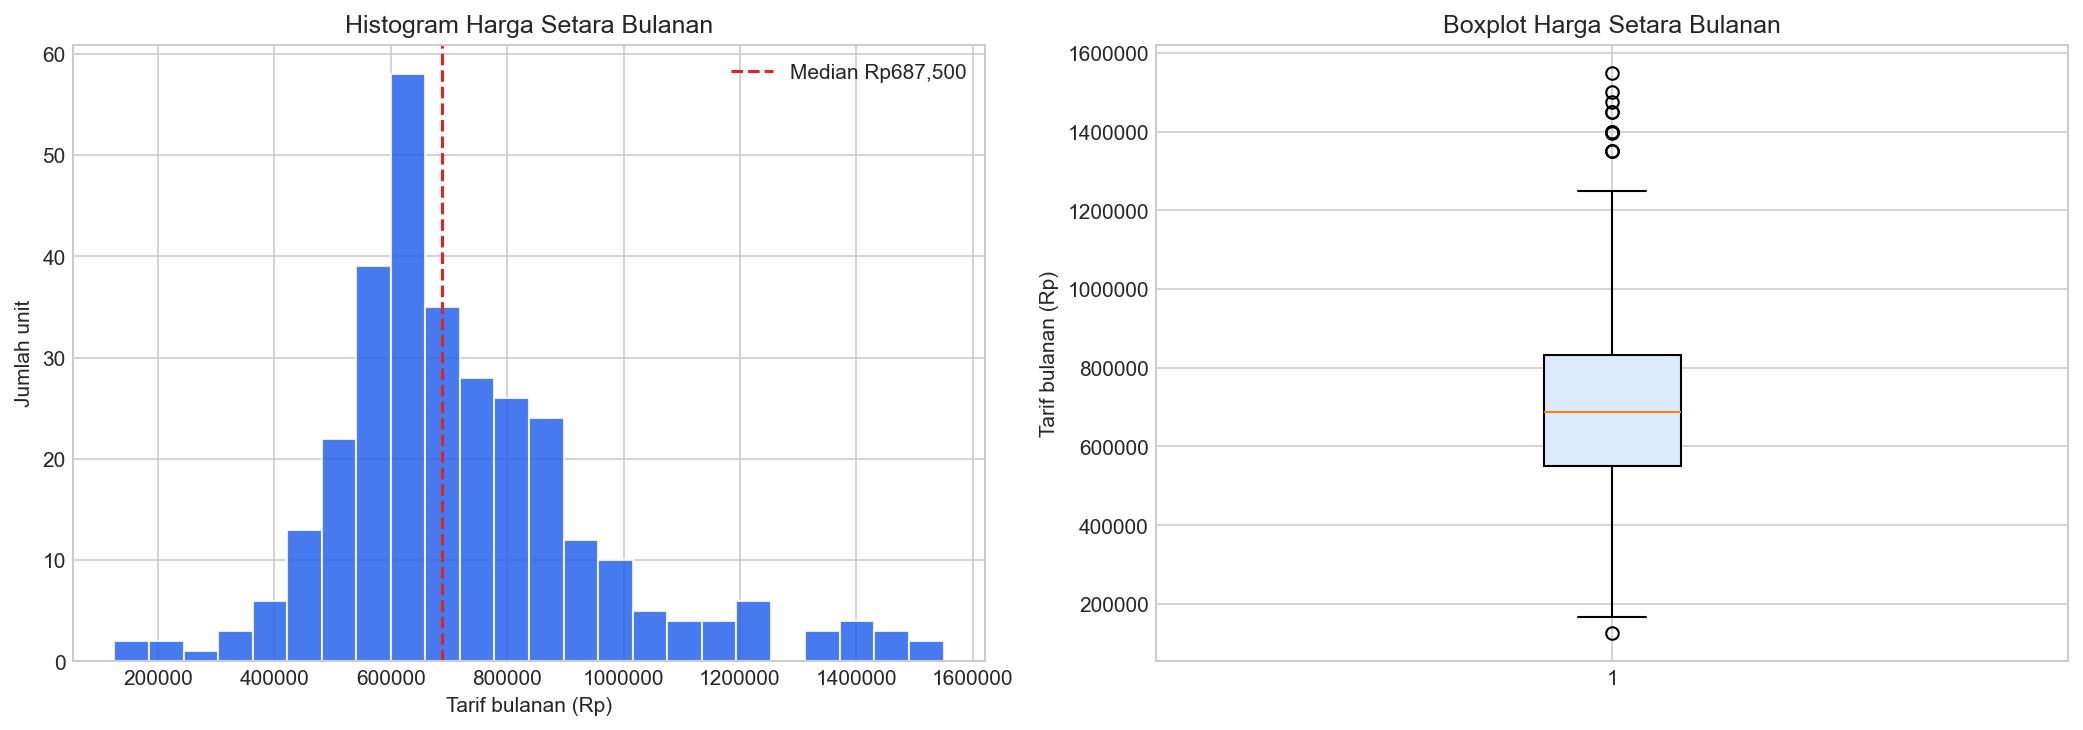 Histogram Harga Setara Bulanan
60
50
40
30
20
10
0
Jumlah unit
Median Rp687,500
200000 400000 600000 800000 1000000 1200000 1400000 1600000
Tarif bulanan (Rp)
Boxplot Harga Setara Bulanan
1600000
1400000
1200000
1000000
800000
600000
400000
200000
Tarif bulanan (Rp)
1